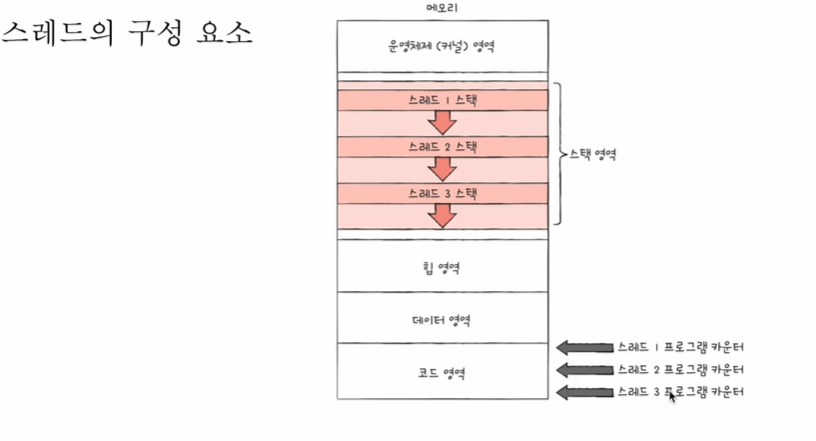 스레드의 구성 요소
메모리
운영체제 (커널) 영역
스레드 1 스택
스레드 2 스택
스레드 3 스택
스택 영역
힙 영역
데이터 영역
코드 영역
스레드 1 프로그램 카운터
스레드 2 프로그램 카운터
스레드 3 프로그램 카운터